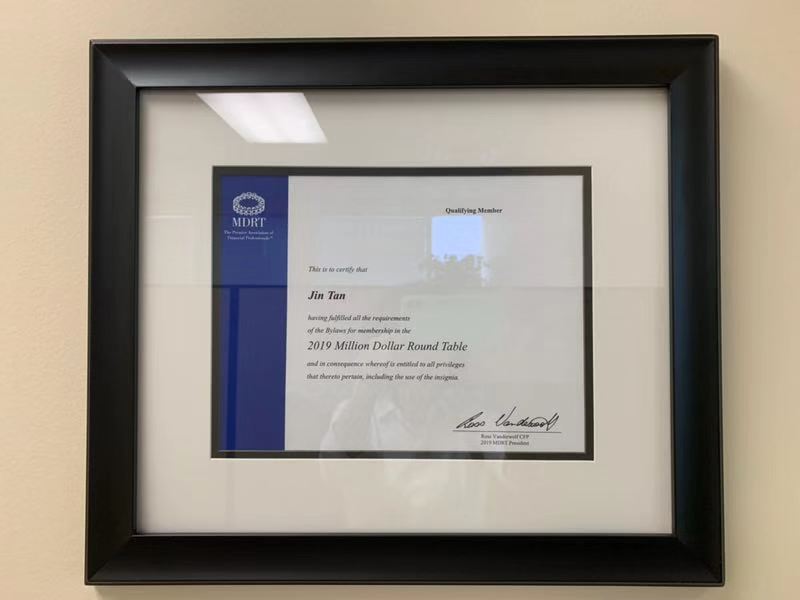 MDRT
The Premier Association of
Financial Professionals®
Qualifying Member
This is to certify that
Jin Tan
having fulfilled all the requirements
of the Bylaws for membership in the
2019 Million Dollar Round Table
and in consequence whereof is entitled to all privileges
that thereto pertain, including the use of the insignia.
Ross Vanderwolf
Ross Vanderwolf CFP
2019 MDRT President